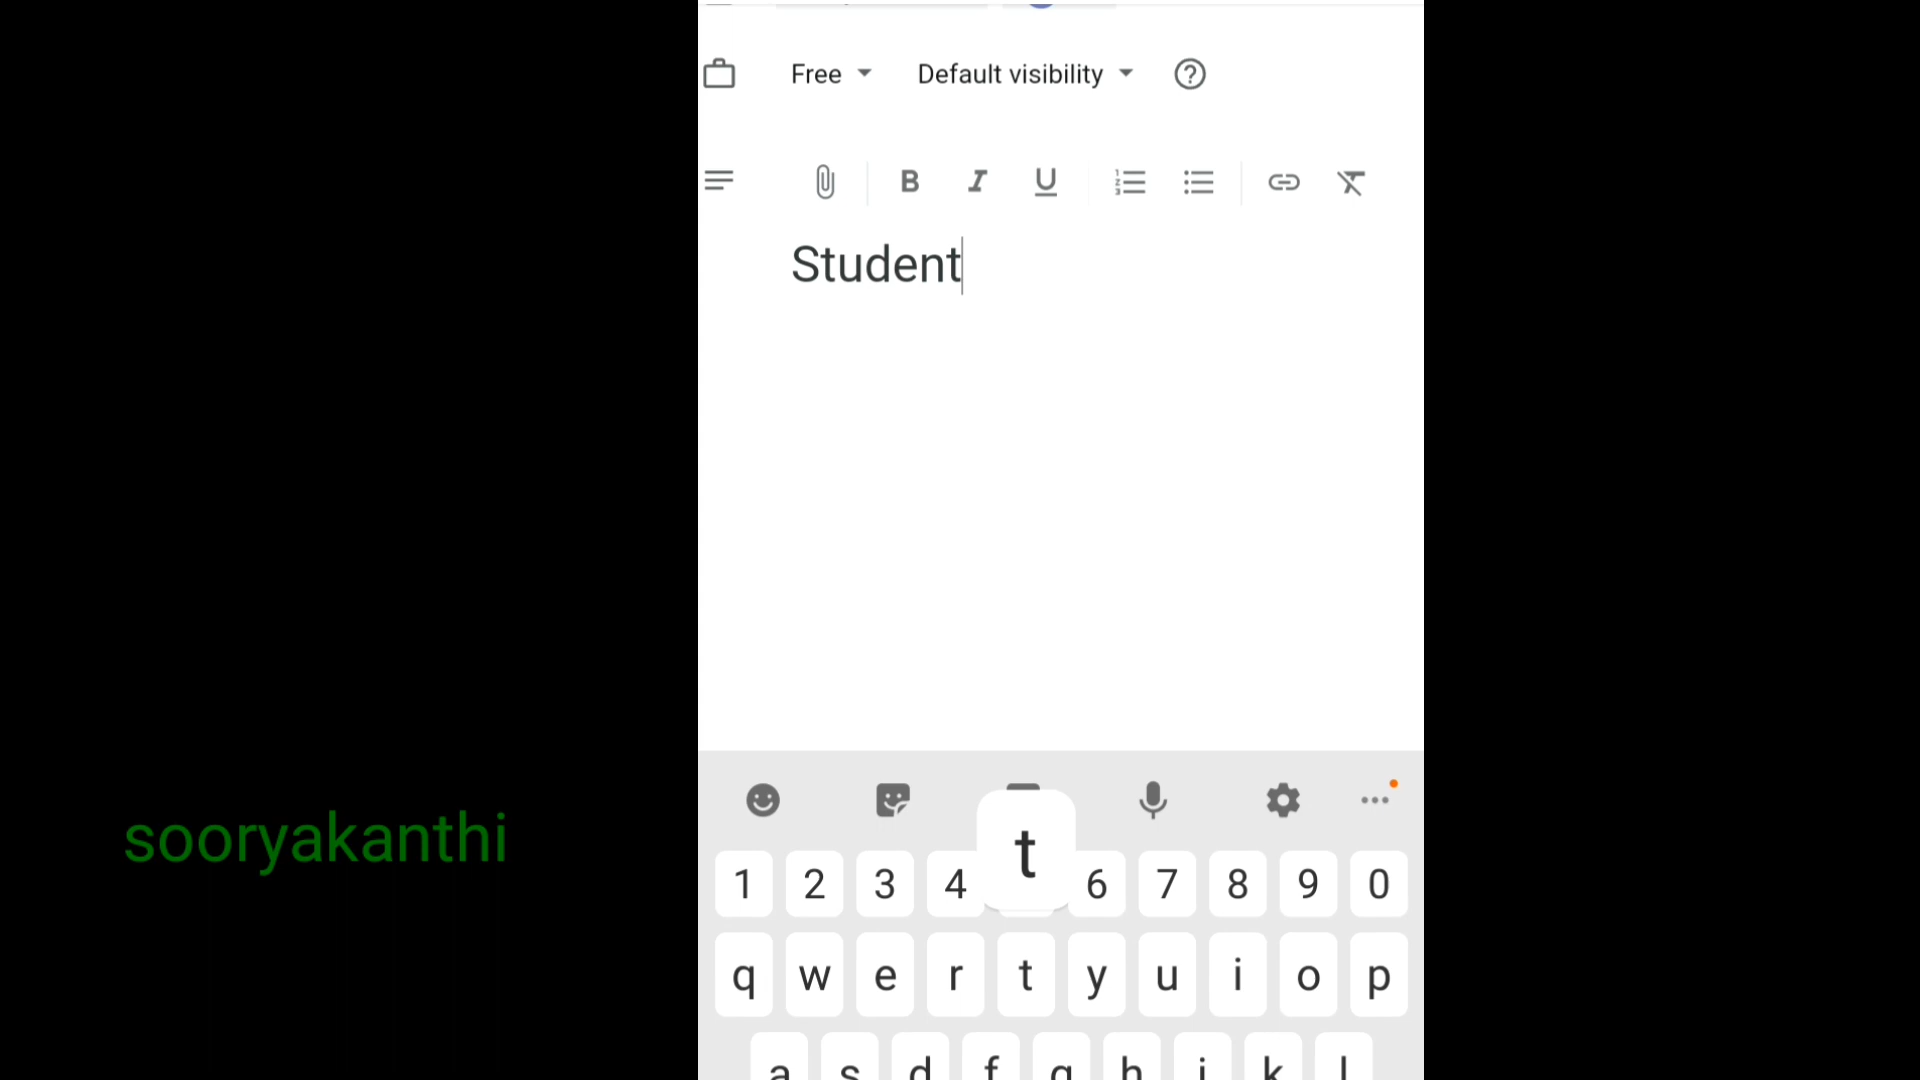 Free Default visibility
B I U
Student
t
1 2 3 4 6 7 8 9 0
q w e r t y u i o p
a s d f g h j k l
sooryakanthi